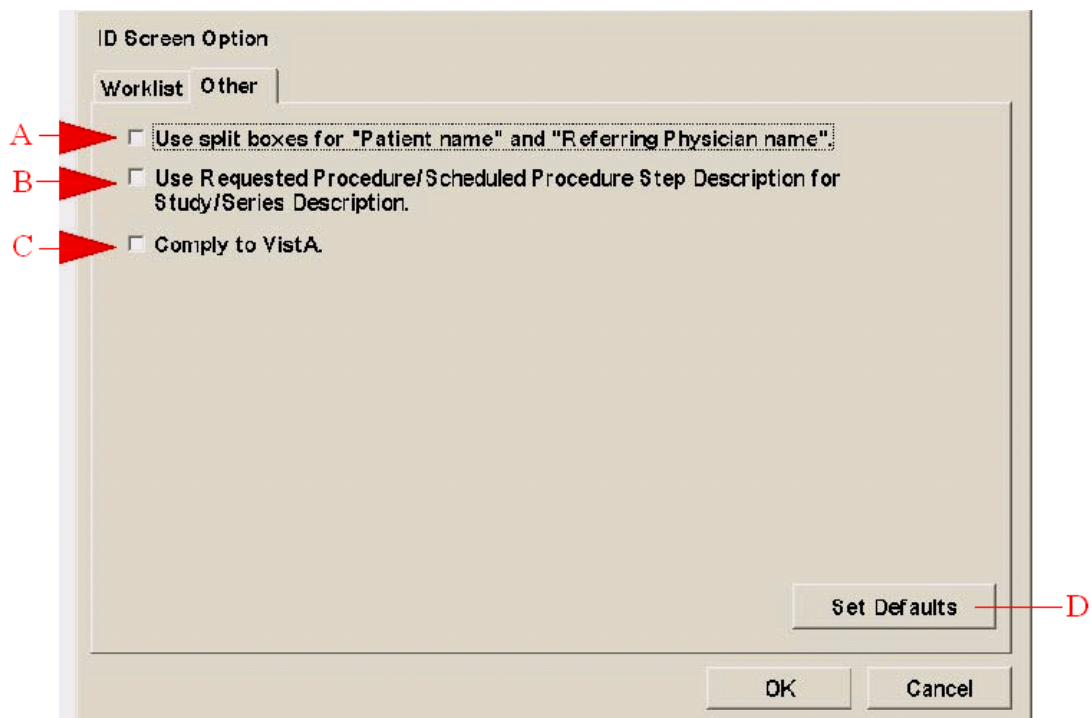 ID Screen Option
Worklist Other
A Use split boxes for "Patient name" and "Referring Physician name".
B Use Requested Procedure/Scheduled Procedure Step Description for
Study/Series Description.
C Comply to VistA.
Set Defaults D
OK Cancel